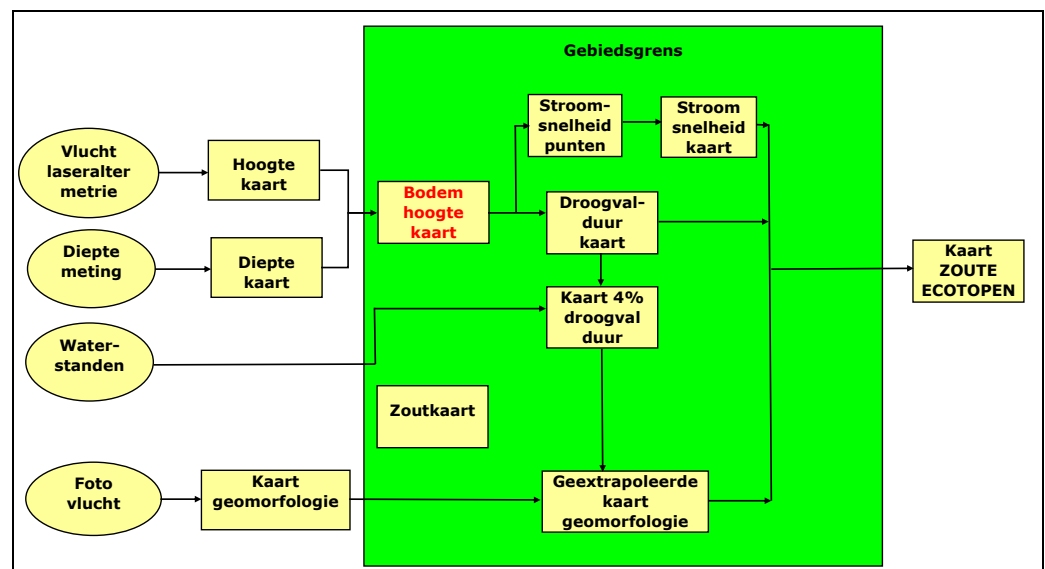 Gebiedsgrens
Stroom-
snelheid
punten
Stroom
snelheid
kaart
Vlucht
laseralter
metrie
Hoogte
kaart
Bodem
hoogte
kaart
Droogval-
duur
kaart
Diepte
meting
Diepte
kaart
Kaart
ZOUTE
ECOTOPEN
Kaart 4%
droogval
duur
Water-
standen
Zoutkaart
Foto
vlucht
Kaart
geomorfologie
Geextrapoleerde
kaart
geomorfologie